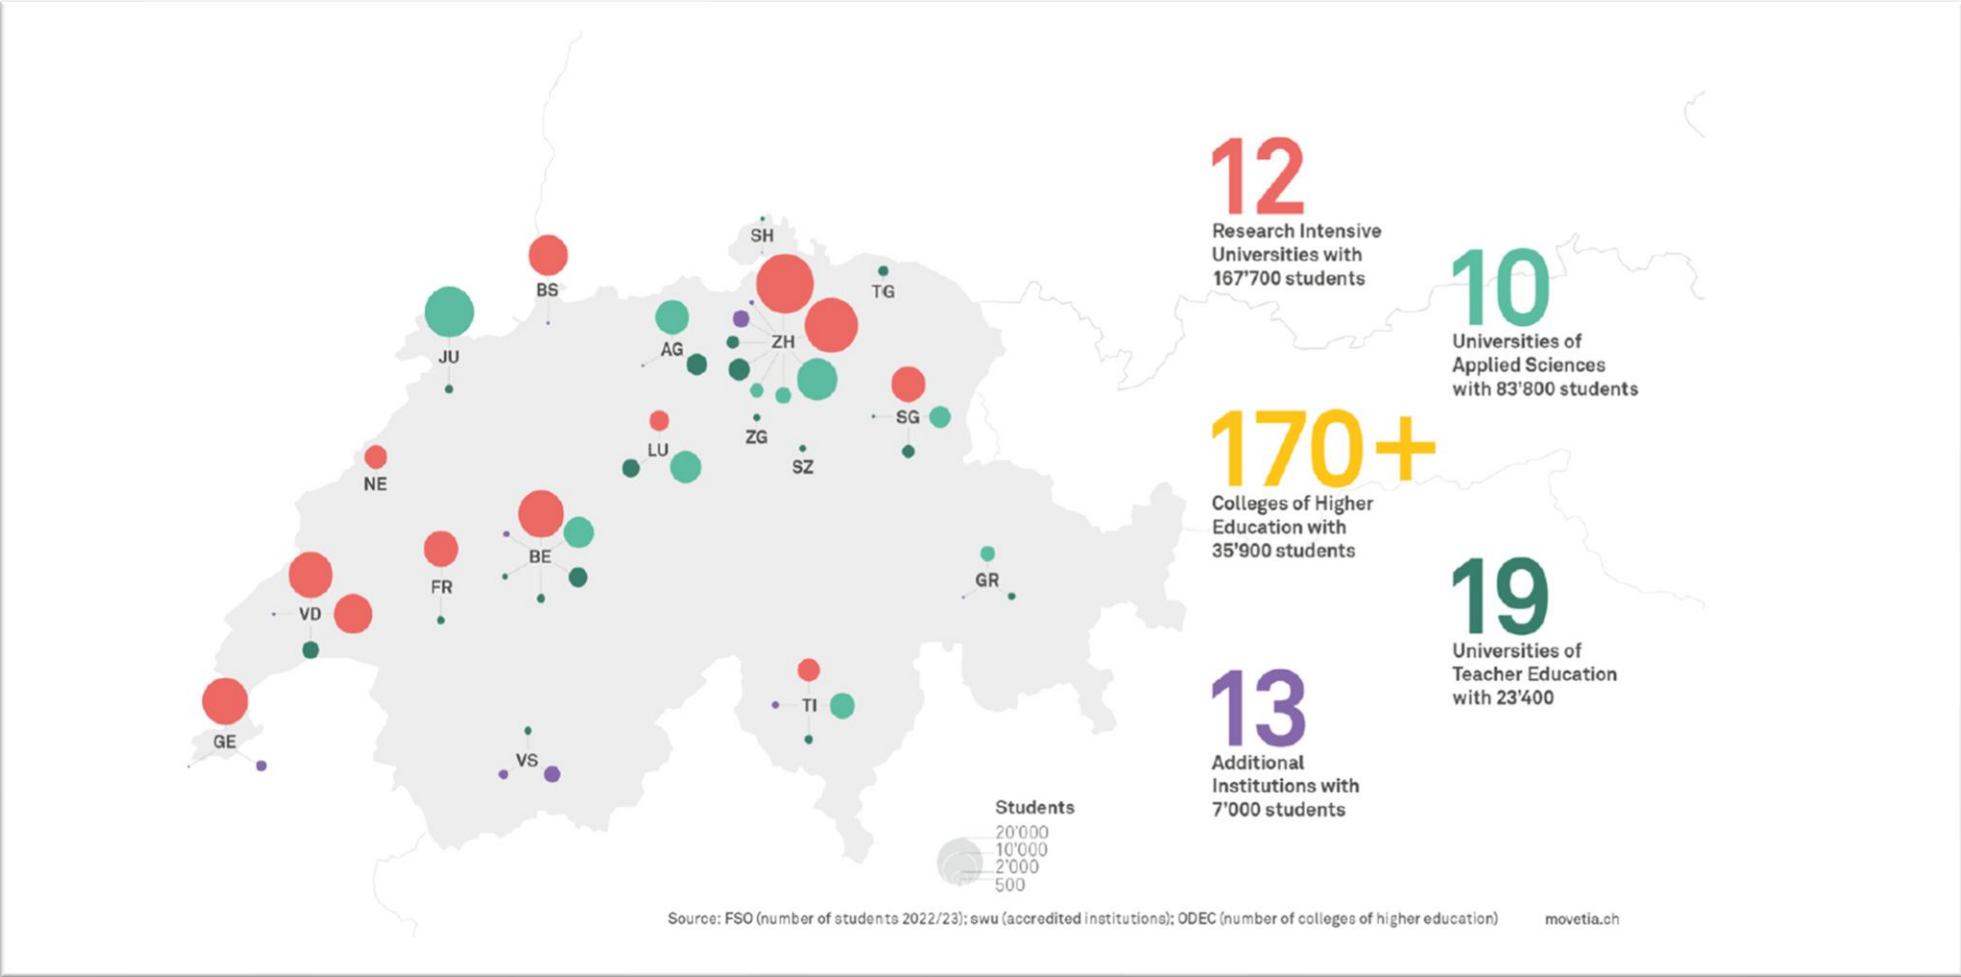 SH
BS
TG
ZH
JU
AG
SG
ZG
LU
SZ
NE
BE
GR
FR
VD
TI
GE
VS
12
Research Intensive
Universities with
167'700 students
10
Universities of
Applied Sciences
with 83'800 students
170+
Colleges of Higher
Education with
35'900 students
19
Universities of
Teacher Education
with 23'400
13
Additional
Institutions with
7'000 students
Students
20'000
10'000
2'000
500
Source: FSO (number of students 2022/23); swu (accredited institutions); ODEC (number of colleges of higher education)
movetia.ch